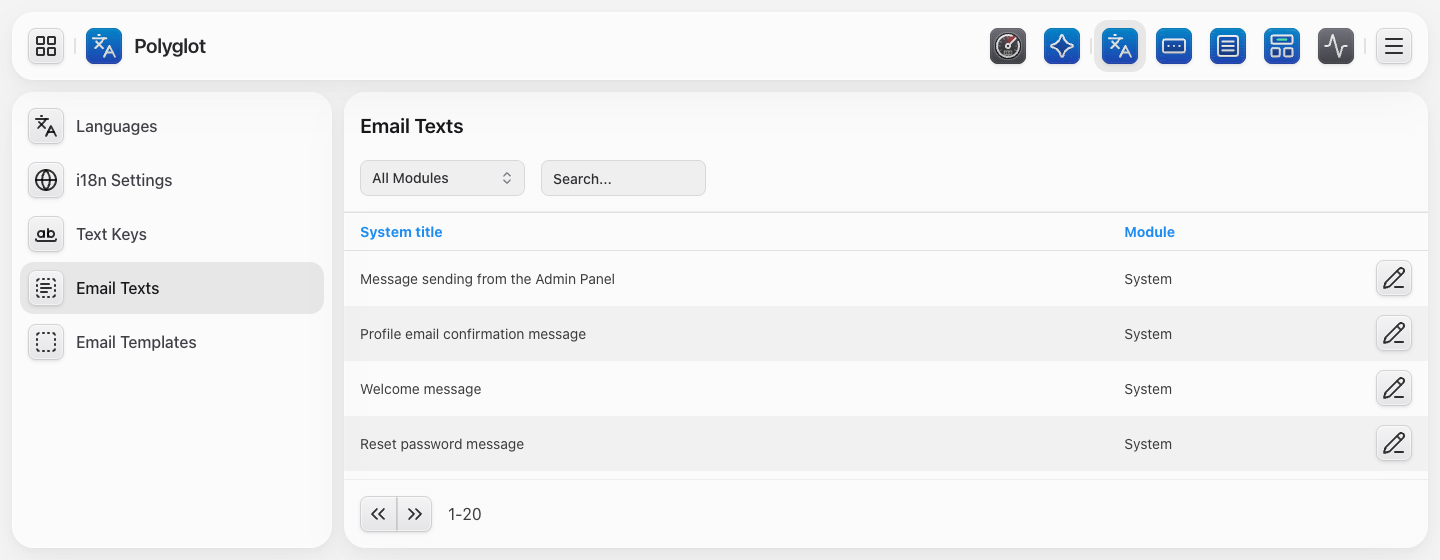 Polyglot
Languages
i18n Settings
Text Keys
Email Texts
Email Templates
Email Texts
All Modules
Search...
System title Module
Message sending from the Admin Panel System
Profile email confirmation message System
Welcome message System
Reset password message System
1-20